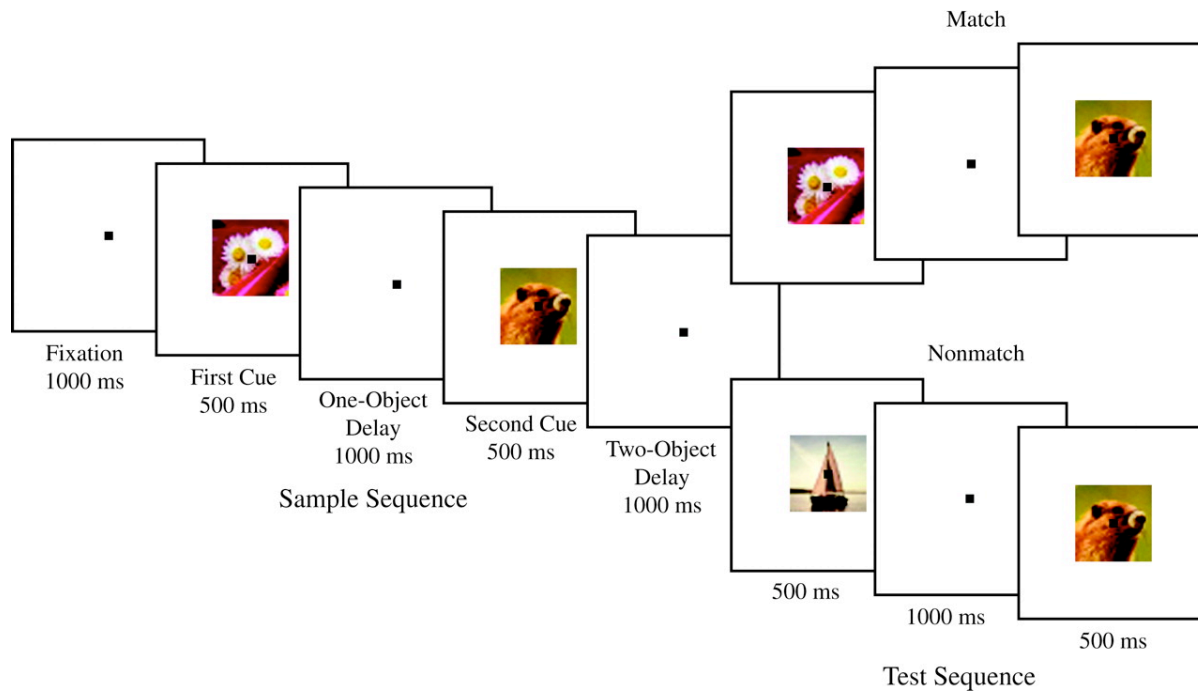 Match
Fixation
1000 ms
First Cue
500 ms
One-Object
Delay
1000 ms
Second Cue
500 ms
Two-Object
Delay
1000 ms
Sample Sequence
Nonmatch
500 ms
1000 ms
500 ms
Test Sequence